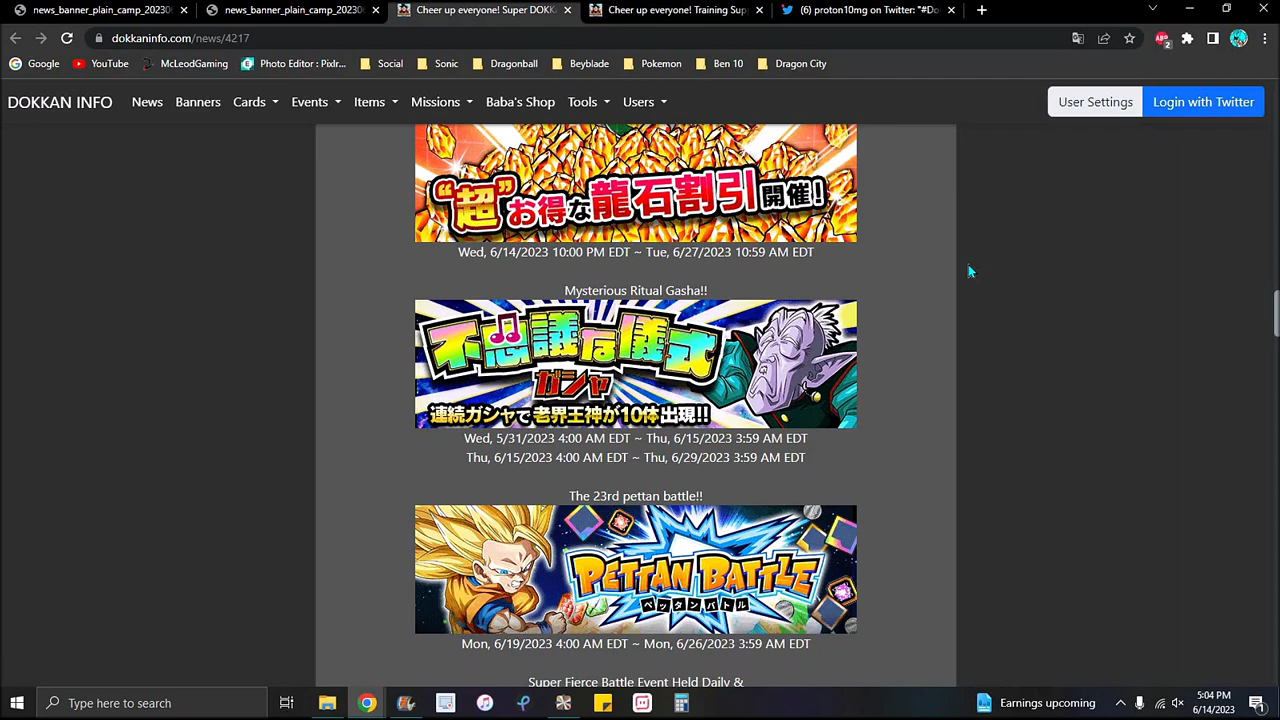 news_banner_plain_camp_20230
news_banner_plain_camp_20230
Cheer up everyone! Super DOKK
Cheer up everyone! Training Sup
(6) proton10mg on Twitter: "#Do
dokkaninfo.com/news/4217
ABP
2
Google
YouTube
McLeodGaming
Photo Editor : Pixlr...
Social
Sonic
Dragonball
Beyblade
Pokemon
Ben 10
Dragon City
DOKKAN INFO
News
Banners
Cards
Events
Items
Missions
Baba's Shop
Tools
Users
User Settings
Login with Twitter
“超”お得な龍石割引開催!
Wed, 6/14/2023 10:00 PM EDT ~ Tue, 6/27/2023 10:59 AM EDT
Mysterious Ritual Gasha!!
不思議な儀式
ガシャ
連続ガシャで老界王神が10体出現!!
Wed, 5/31/2023 4:00 AM EDT ~ Thu, 6/15/2023 3:59 AM EDT
Thu, 6/15/2023 4:00 AM EDT ~ Thu, 6/29/2023 3:59 AM EDT
The 23rd pettan battle!!
PETTAN BATTLE
ペッタンバトル
Mon, 6/19/2023 4:00 AM EDT ~ Mon, 6/26/2023 3:59 AM EDT
Super Fierce Battle Event Held Daily &
Type here to search
Earnings upcoming
5:04 PM
6/14/2023